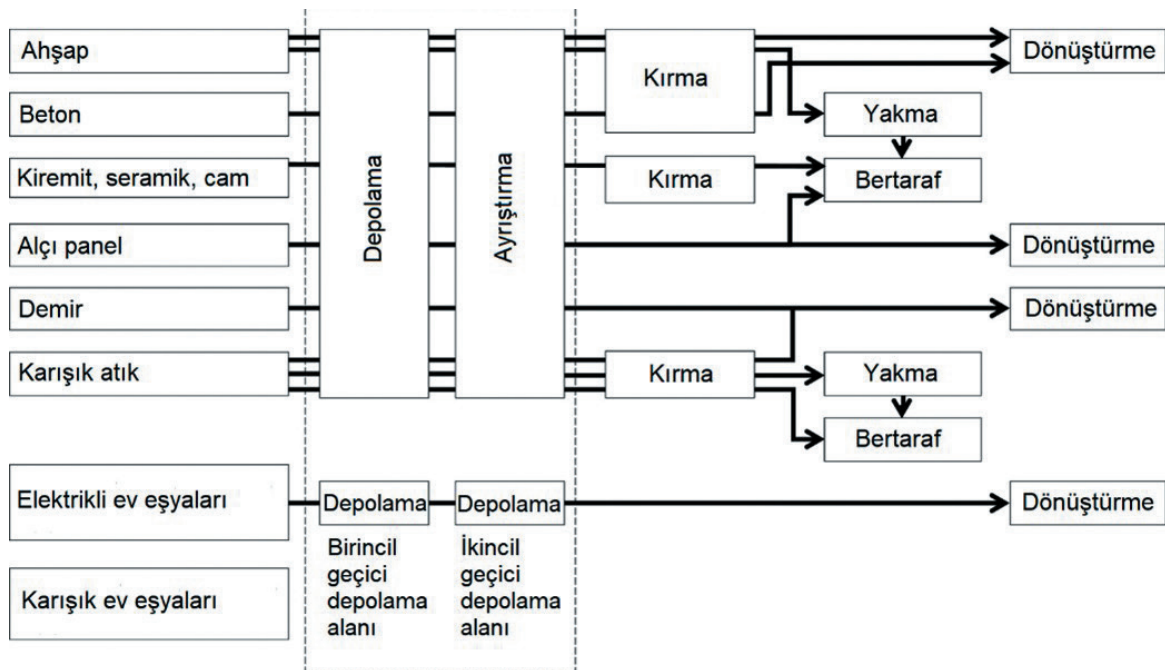 Ahşap
Beton
Kiremit, seramik, cam
Alçı panel
Demir
Karışık atık
Elektrikli ev eşyaları
Karışık ev eşyaları
Depolama
Ayrıştırma
Depolama
Depolama
Birincil
geçici
depolama
alanı
İkincil
geçici
depolama
alanı
Kırma
Kırma
Kırma
Yakma
Bertaraf
Yakma
Bertaraf
Dönüştürme
Dönüştürme
Dönüştürme
Dönüştürme